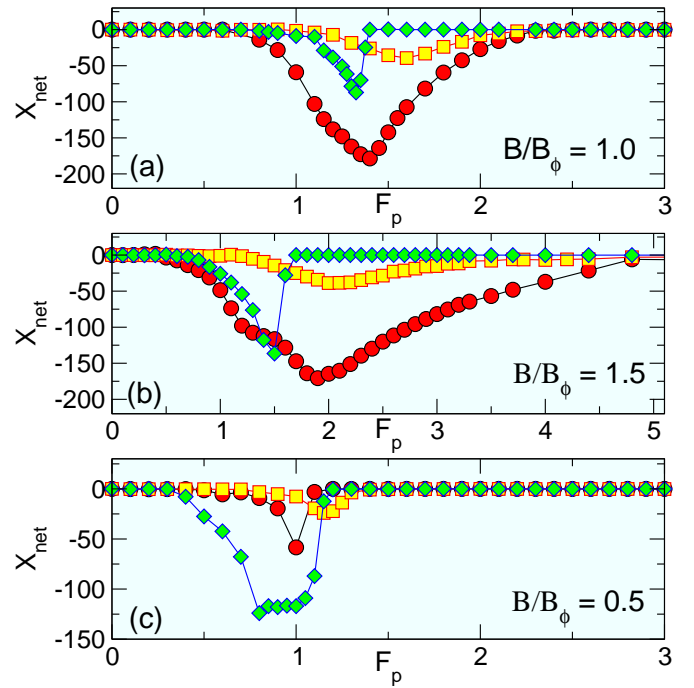 0
-50
-100
-150
-200
X_net
(a)
B/B_ϕ = 1.0
0 1 2 3
F_p
0
-50
-100
-150
-200
X_net
(b)
B/B_ϕ = 1.5
0 1 2 3 4 5
F_p
0
-50
-100
-150
X_net
(c)
B/B_ϕ = 0.5
0 1 2 3
F_p